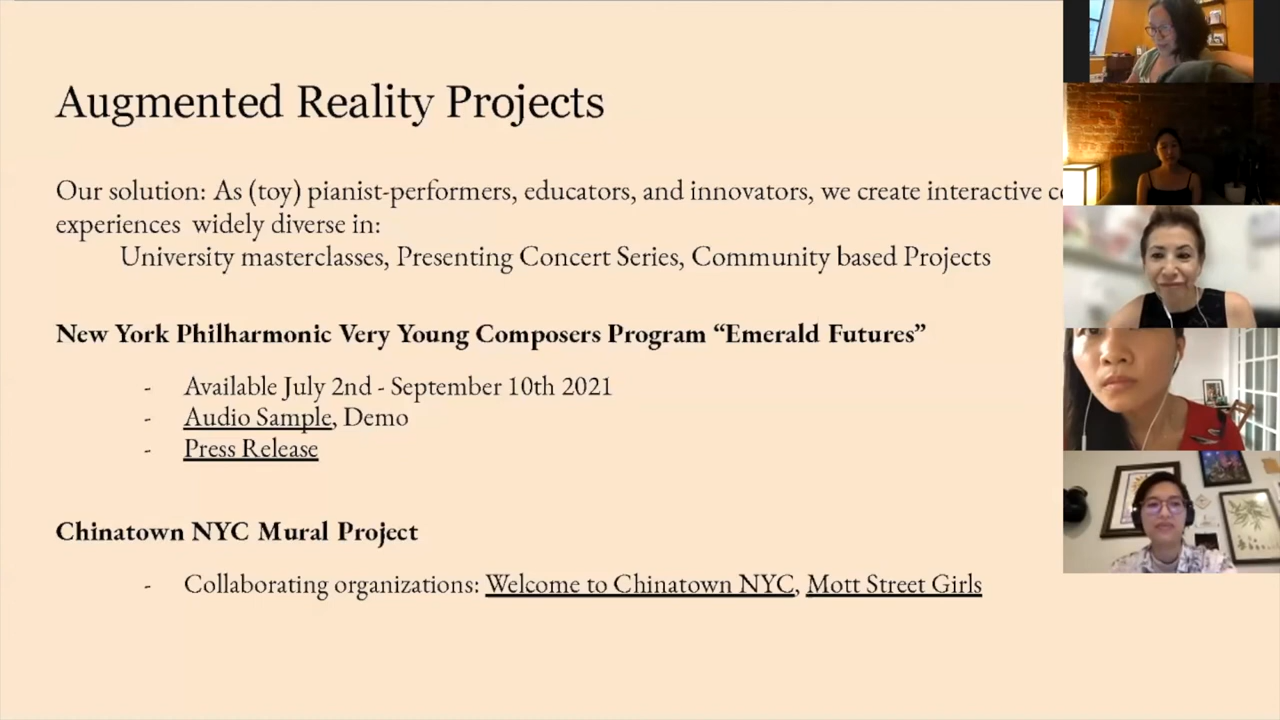 Augmented Reality Projects
Our solution: As (toy) pianist-performers, educators, and innovators, we create interactive
experiences widely diverse in:
University masterclasses, Presenting Concert Series, Community based Projects
New York Philharmonic Very Young Composers Program “Emerald Futures”
- Available July 2nd - September 10th 2021
- Audio Sample, Demo
- Press Release
Chinatown NYC Mural Project
- Collaborating organizations: Welcome to Chinatown NYC, Mott Street Girls